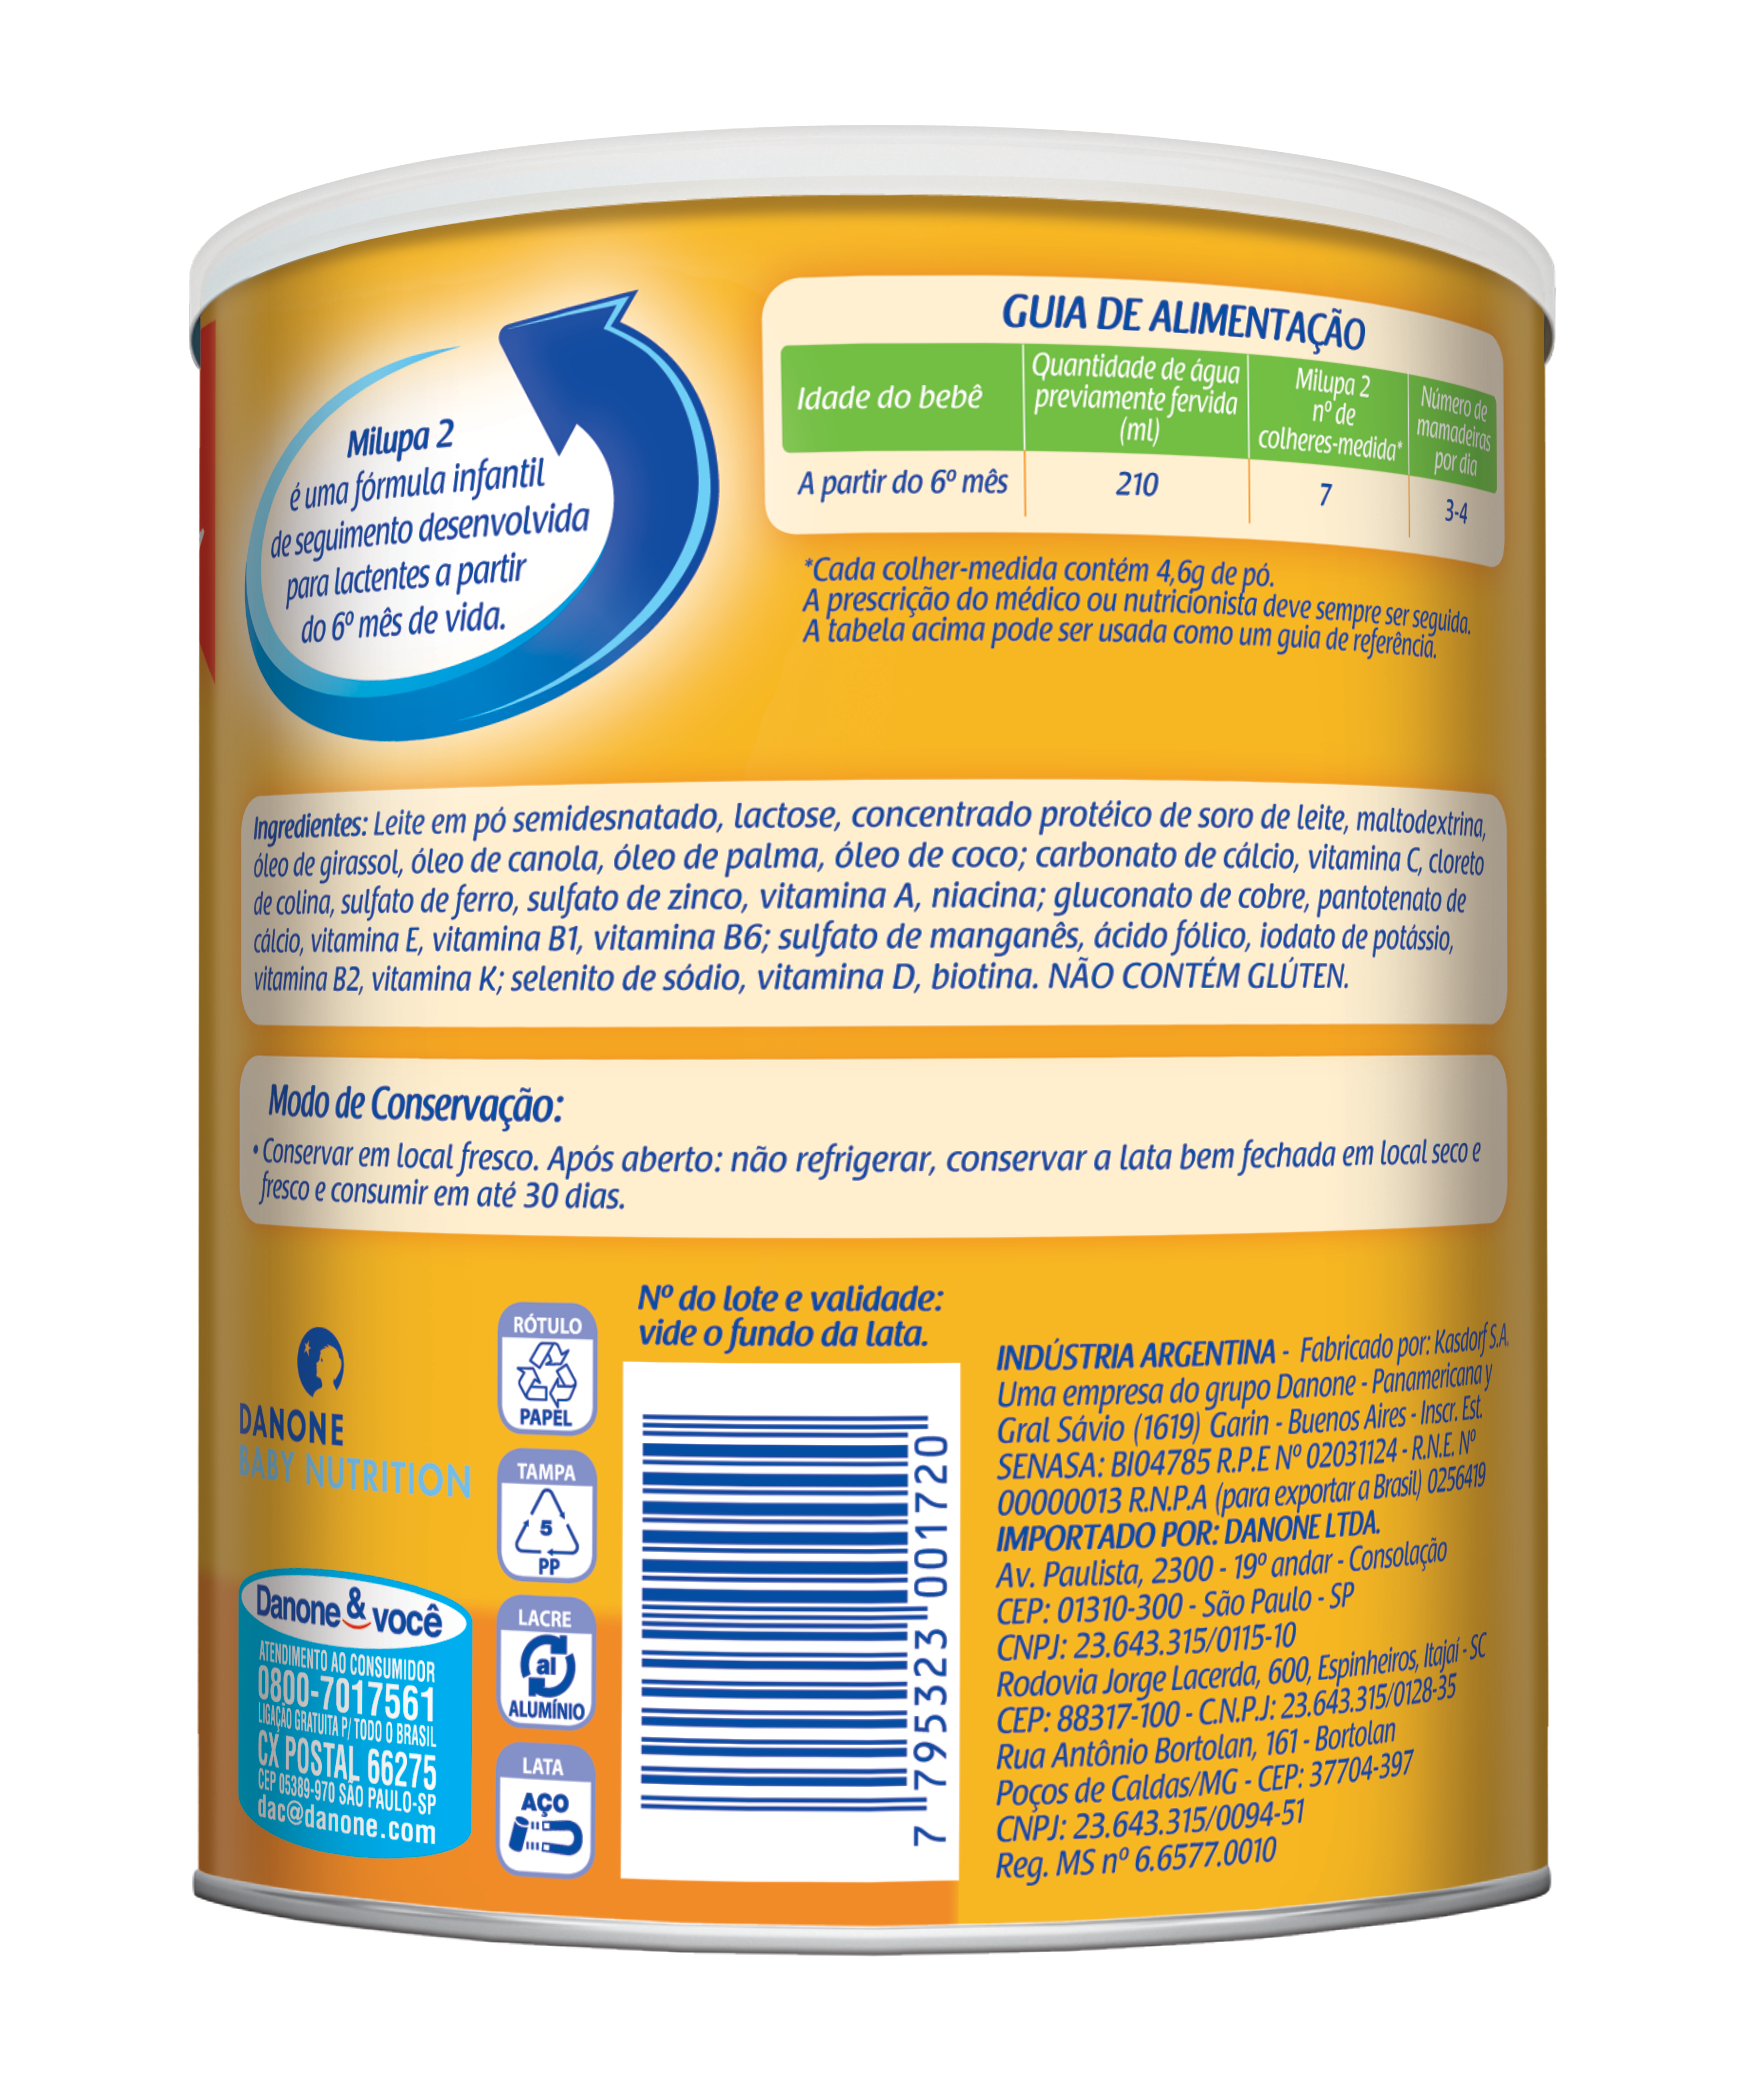 Milupa 2
é uma fórmula infantil
de seguimento desenvolvida
para lactentes a partir
do 6º mês de vida.
GUIA DE ALIMENTAÇÃO
Idade do bebê
Quantidade de água
previamente fervida
(ml)
Milupa 2
nº de
colheres-medida*
Número de
mamadeiras
por dia
A partir do 6º mês
210
7
3-4
*Cada colher-medida contém 4,6g de pó.
A prescrição do médico ou nutricionista deve sempre ser seguida.
A tabela acima pode ser usada como um guia de referência.
Ingredientes: Leite em pó semidesnatado, lactose, concentrado protéico de soro de leite, maltodextrina,
óleo de girassol, óleo de canola, óleo de palma, óleo de coco; carbonato de cálcio, vitamina C, cloreto
de colina, sulfato de ferro, sulfato de zinco, vitamina A, niacina; gluconato de cobre, pantotenato de
cálcio, vitamina E, vitamina B1, vitamina B6; sulfato de manganês, ácido fólico, iodato de potássio,
vitamina B2, vitamina K; selenito de sódio, vitamina D, biotina. NÃO CONTÉM GLÚTEN.
Modo de Conservação:
• Conservar em local fresco. Após aberto: não refrigerar, conservar a lata bem fechada em local seco e
fresco e consumir em até 30 dias.
DANONE
BABY NUTRITION
Danone & você
ATENDIMENTO AO CONSUMIDOR
0800-7017561
LIGAÇÃO GRATUITA P/ TODO O BRASIL
CX POSTAL 66275
CEP 05389-970 SÃO PAULO-SP
dac@danone.com
RÓTULO
PAPEL
TAMPA
5
PP
LACRE
al
ALUMÍNIO
LATA
AÇO
Nº do lote e validade:
vide o fundo da lata.
7 795323 001720
INDÚSTRIA ARGENTINA - Fabricado por: Kasdorf S.A.
Uma empresa do grupo Danone - Panamericana y
Gral Sávio (1619) Garin - Buenos Aires - Inscr. Est.
SENASA: BI04785 R.P.E Nº 02031124 - R.N.E. Nº
00000013 R.N.P.A (para exportar a Brasil) 0256419
IMPORTADO POR: DANONE LTDA.
Av. Paulista, 2300 - 19º andar - Consolação
CEP: 01310-300 - São Paulo - SP
CNPJ: 23.643.315/0115-10
Rodovia Jorge Lacerda, 600, Espinheiros, Itajaí - SC
CEP: 88317-100 - C.N.P.J: 23.643.315/0128-35
Rua Antônio Bortolan, 161 - Bortolan
Poços de Caldas/MG - CEP: 37704-397
CNPJ: 23.643.315/0094-51
Reg. MS nº 6.6577.0010